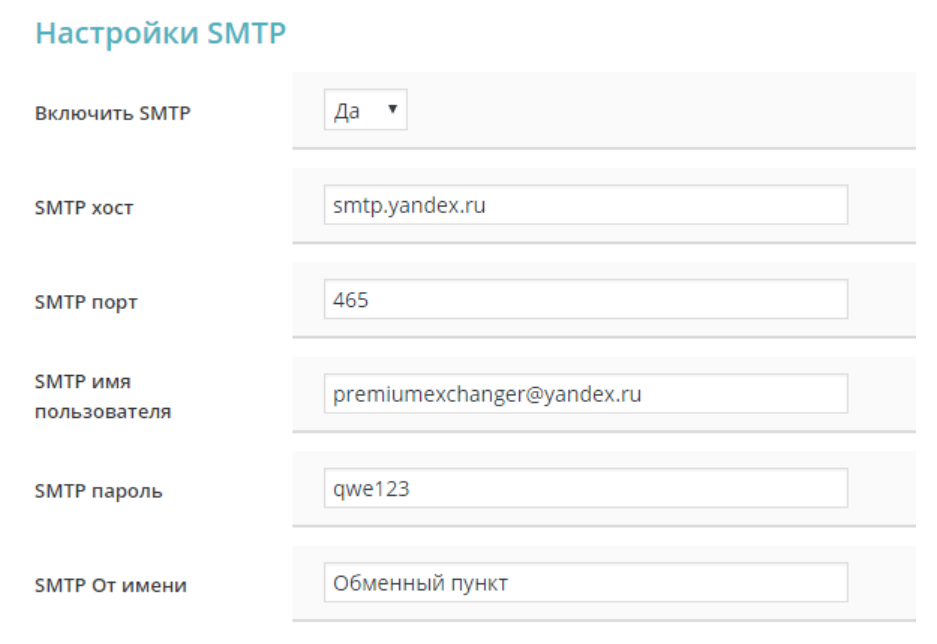 Настройки SMTP
Включить SMTP
Да
SMTP хост
smtp.yandex.ru
SMTP порт
465
SMTP имя
пользователя
premiumexchanger@yandex.ru
SMTP пароль
qwe123
SMTP От имени
Обменный пункт